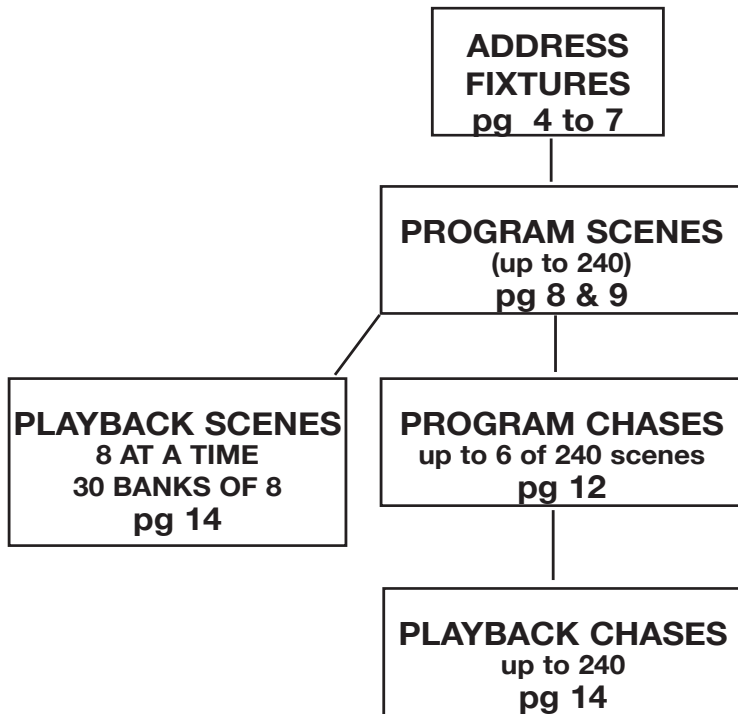 ADDRESS
FIXTURES
pg 4 to 7
PROGRAM SCENES
(up to 240)
pg 8 & 9
PLAYBACK SCENES
8 AT A TIME
30 BANKS OF 8
pg 14
PROGRAM CHASES
up to 6 of 240 scenes
pg 12
PLAYBACK CHASES
up to 240
pg 14